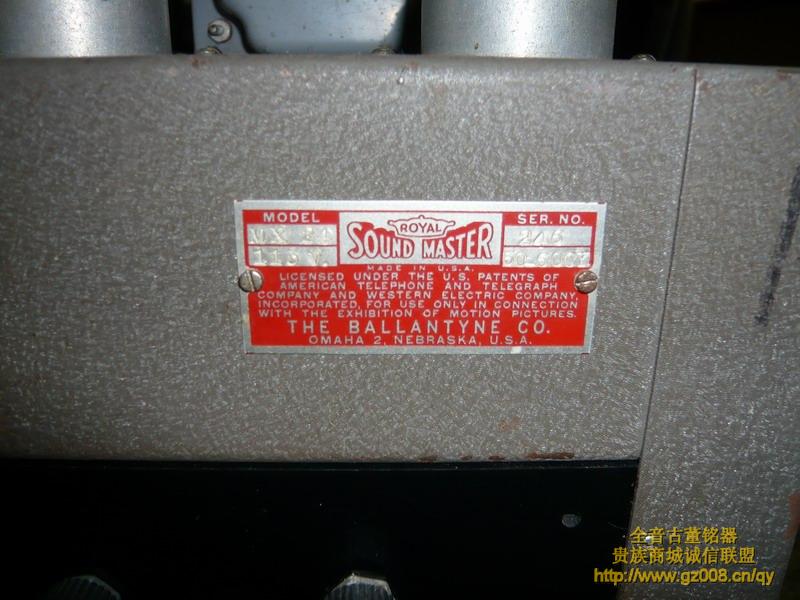 MODEL
ROYAL
SER. NO.
SOUND MASTER
115 V.
MADE IN U.S.A.
LICENSED UNDER THE U.S. PATENTS OF
AMERICAN TELEPHONE AND TELEGRAPH
COMPANY AND WESTERN ELECTRIC COMPANY,
INCORPORATED, FOR USE ONLY IN CONNECTION
WITH THE EXHIBITION OF MOTION PICTURES.
THE BALLANTYNE CO.
OMAHA 2, NEBRASKA, U.S.A.
全音古董铭器
贵族商城诚信联盟
http://www.gz008.cn/qy